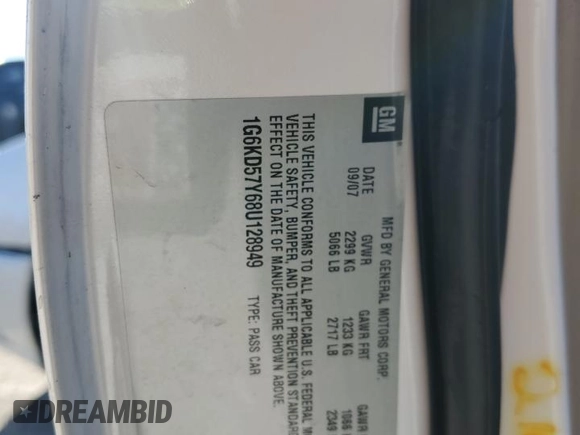 GM
MFD BY GENERAL MOTORS CORP.
DATE GVWR GAWR FRT GAWR
09/07 2299 KG 1233 KG 1066
5066 LB 2717 LB 2349
THIS VEHICLE CONFORMS TO ALL APPLICABLE U.S. FEDERAL M
VEHICLE SAFETY, BUMPER, AND THEFT PREVENTION STANDAR
EFFECT ON THE DATE OF MANUFACTURE SHOWN ABOVE.
1G6KD57Y68U128949 TYPE: PASS CAR
DREAMBID